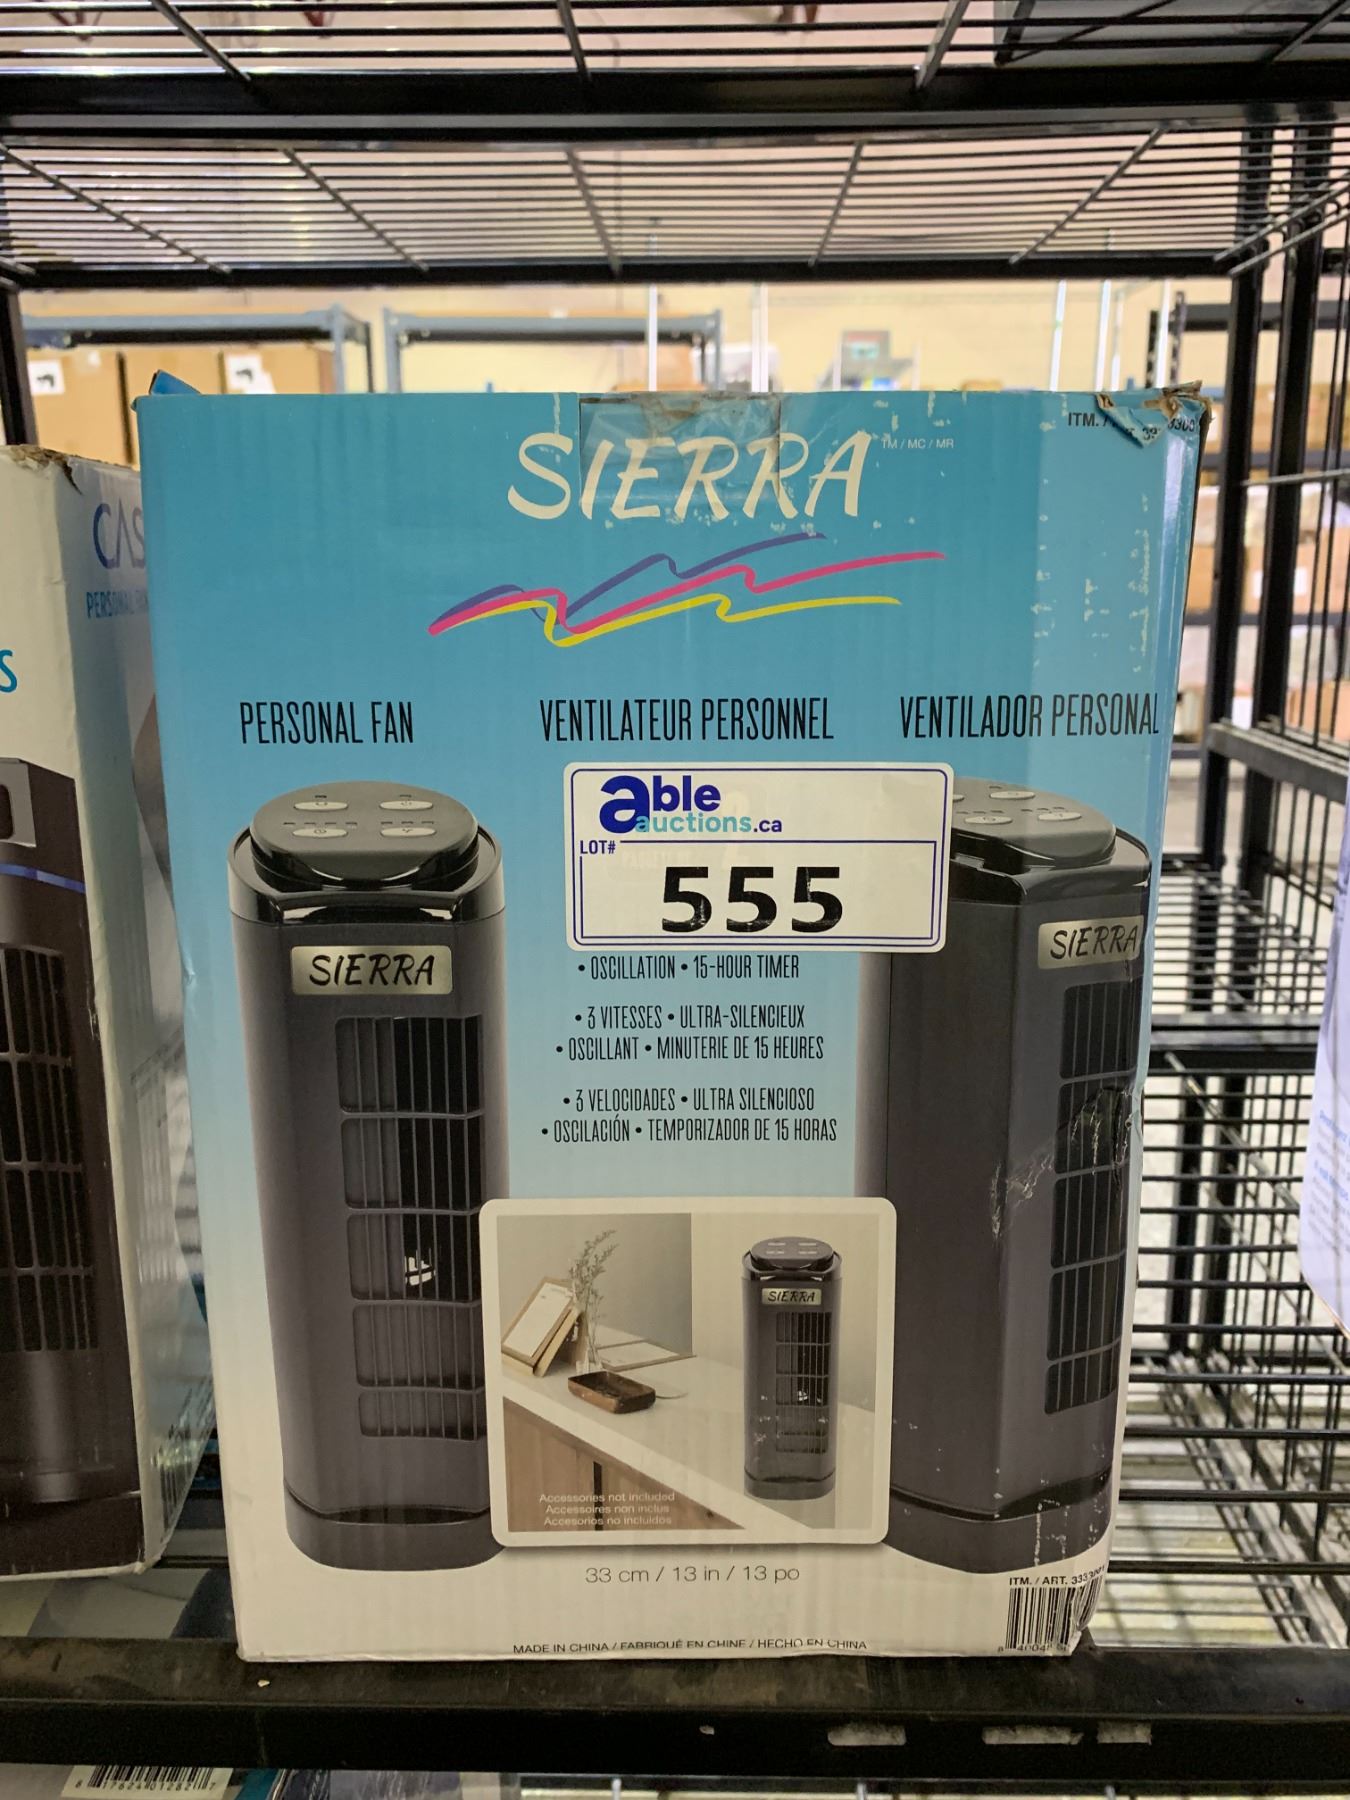 SIERRA
TM / MC / MR
ITM.
CAS
S
PERSONAL FAN
VENTILATEUR PERSONNEL
VENTILADOR PERSONAL
able
auctions.ca
LOT#
555
• OSCILLATION • 15-HOUR TIMER
• 3 VITESSES • ULTRA-SILENCIEUX
• OSCILLANT • MINUTERIE DE 15 HEURES
• 3 VELOCIDADES • ULTRA SILENCIOSO
• OSCILACIÓN • TEMPORIZADOR DE 15 HORAS
SIERRA
SIERRA
SIERRA
Accessories not included
Accessoires non inclus
Accesorios no incluidos
33 cm / 13 in / 13 po
ITM. / ART.
MADE IN CHINA / FABRIQUÉ EN CHINE / HECHO EN CHINA